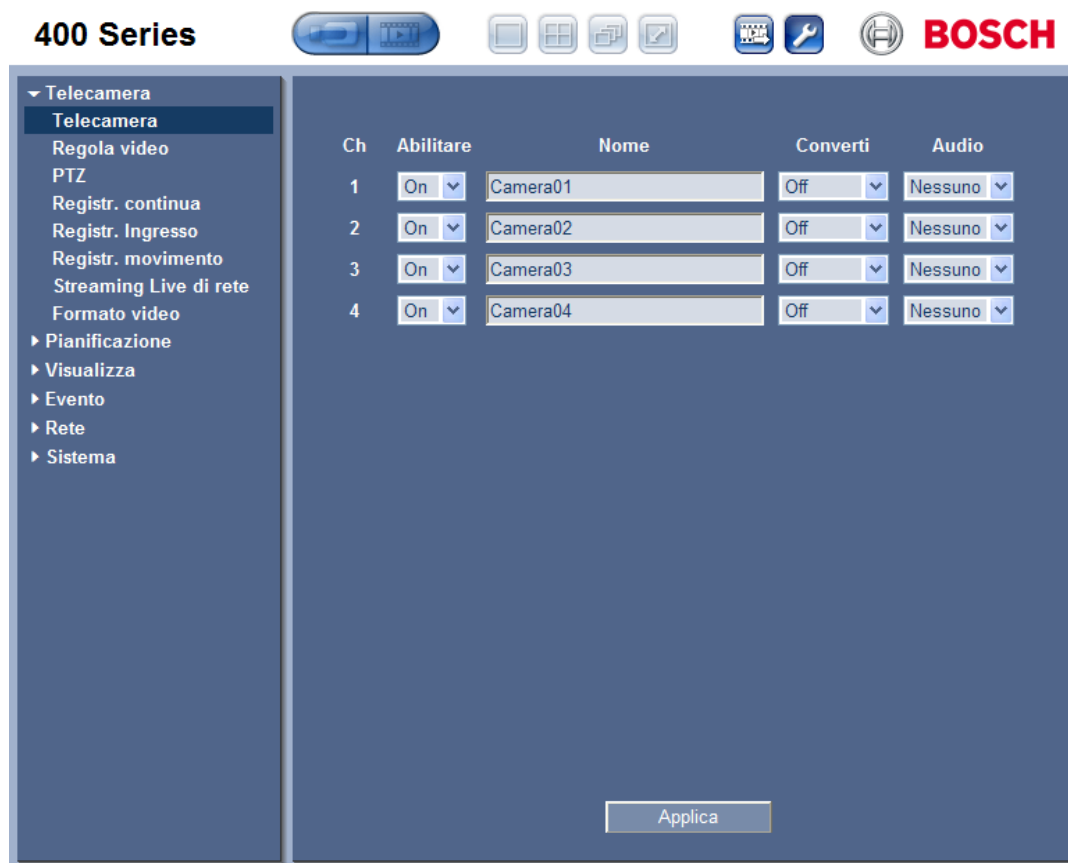 400 Series
BOSCH
Telecamera
Telecamera
Regola video
PTZ
Registr. continua
Registr. Ingresso
Registr. movimento
Streaming Live di rete
Formato video
Pianificazione
Visualizza
Evento
Rete
Sistema
Ch Abilitare Nome Converti Audio
1 On Camera01 Off Nessuno
2 On Camera02 Off Nessuno
3 On Camera03 Off Nessuno
4 On Camera04 Off Nessuno
Applica